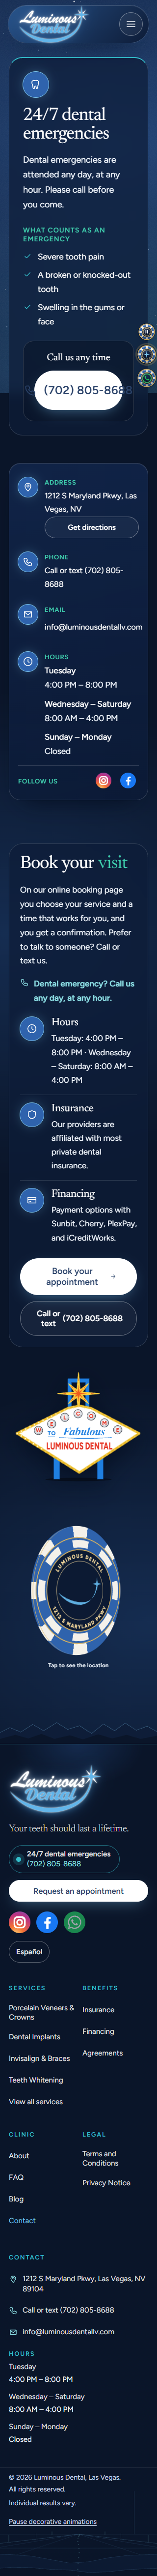 Luminous
DENTAL
24/7 dental
emergencies
Dental emergencies are
attended any day, at any
hour. Please call before
you come.
WHAT COUNTS AS AN
EMERGENCY
Severe tooth pain
A broken or knocked-out
tooth
Swelling in the gums or
face
Call us any time
(702) 805-8688
ADDRESS
1212 S Maryland Pkwy, Las
Vegas, NV
Get directions
PHONE
Call or text (702) 805-
8688
EMAIL
info@luminousdentallv.com
HOURS
Tuesday
4:00 PM – 8:00 PM
Wednesday – Saturday
8:00 AM – 4:00 PM
Sunday – Monday
Closed
FOLLOW US
Book your visit
On our online booking page
you choose your service and a
time that works for you, and
you get a confirmation. Prefer
to talk to someone? Call or
text us.
Dental emergency? Call us
any day, at any hour.
Hours
Tuesday: 4:00 PM –
8:00 PM · Wednesday
– Saturday: 8:00 AM –
4:00 PM
Insurance
Our providers are
affiliated with most
private dental
insurance.
Financing
Payment options with
Sunbit, Cherry, PlexPay,
and iCreditWorks.
Book your
appointment
Call or
text (702) 805-8688
WELCOME
TO Fabulous
LUMINOUS DENTAL
LUMINOUS DENTAL
1212 S MARYLAND PKWY
Tap to see the location
Luminous
DENTAL
Your teeth should last a lifetime.
24/7 dental emergencies
(702) 805-8688
Request an appointment
Español
SERVICES
Porcelain Veneers &
Crowns
Dental Implants
Invisalign & Braces
Teeth Whitening
View all services
BENEFITS
Insurance
Financing
Agreements
CLINIC
About
FAQ
Blog
Contact
LEGAL
Terms and
Conditions
Privacy Notice
CONTACT
1212 S Maryland Pkwy, Las Vegas, NV
89104
Call or text (702) 805-8688
info@luminousdentallv.com
HOURS
Tuesday
4:00 PM – 8:00 PM
Wednesday – Saturday
8:00 AM – 4:00 PM
Sunday – Monday
Closed
© 2026 Luminous Dental, Las Vegas.
All rights reserved.
Individual results vary.
Pause decorative animations